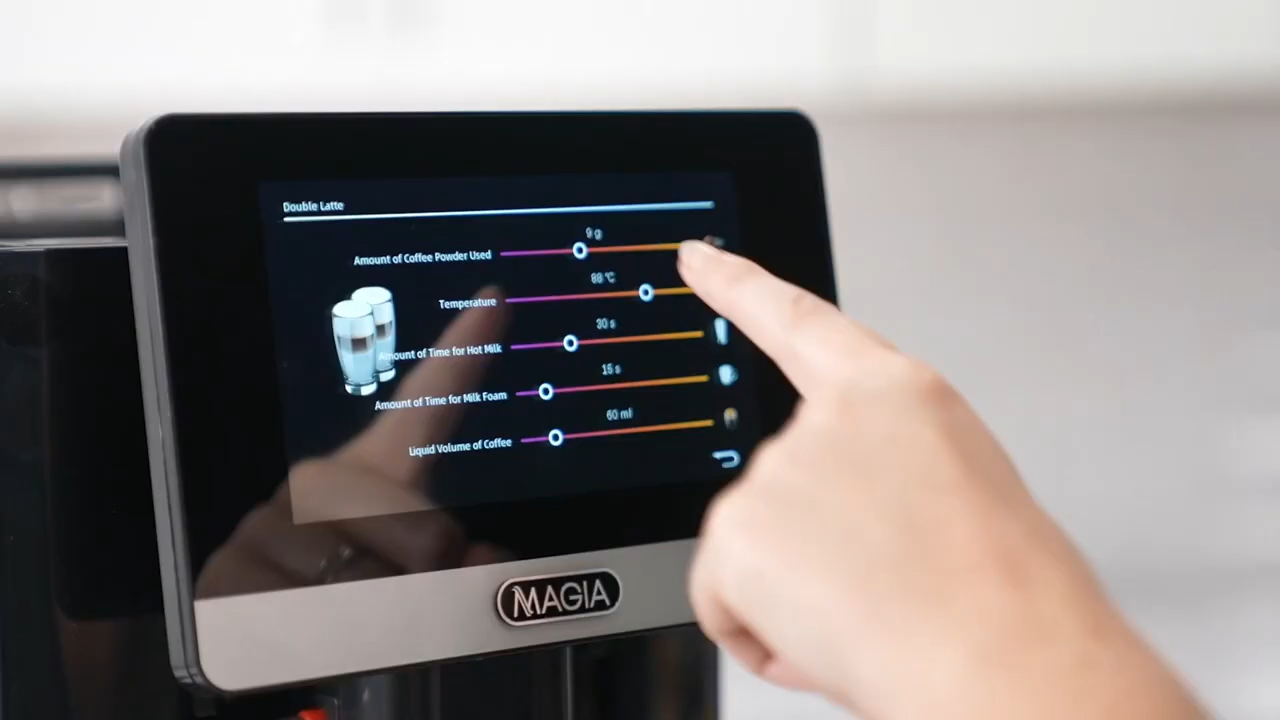 Double Latte
9 g
Amount of Coffee Powder Used
88 °C
Temperature
30 s
Amount of Time for Hot Milk
15 s
Amount of Time for Milk Foam
60 ml
Liquid Volume of Coffee
MAGIA